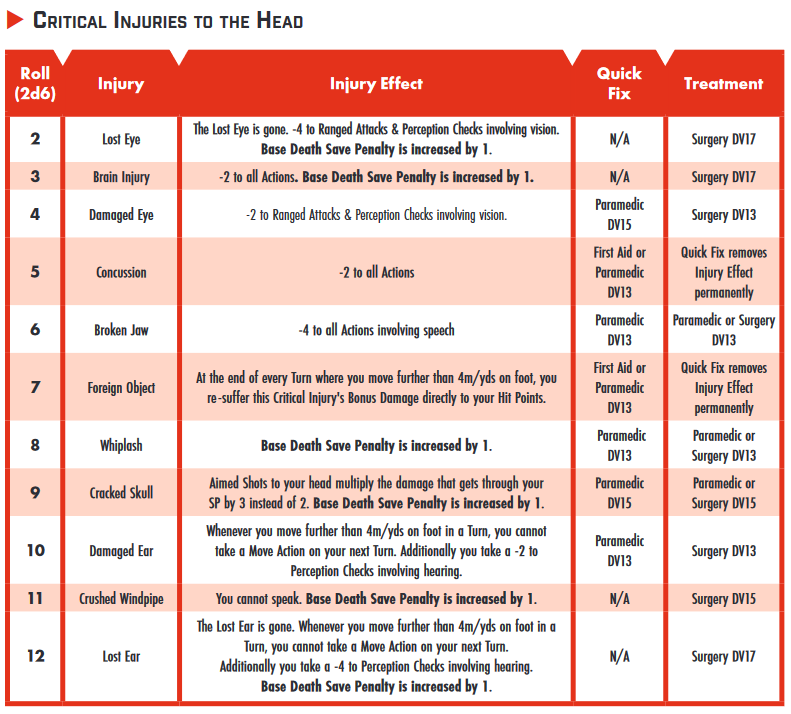 CRITICAL INJURIES TO THE HEAD
Roll
(2d6)
Injury
Injury Effect
Quick
Fix
Treatment
2
Lost Eye
The Lost Eye is gone. -4 to Ranged Attacks & Perception Checks involving vision.
Base Death Save Penalty is increased by 1.
N/A
Surgery DV17
3
Brain Injury
-2 to all Actions. Base Death Save Penalty is increased by 1.
N/A
Surgery DV17
4
Damaged Eye
-2 to Ranged Attacks & Perception Checks involving vision.
Paramedic
DV15
Surgery DV13
5
Concussion
-2 to all Actions
First Aid or
Paramedic
DV13
Quick Fix removes
Injury Effect
permanently
6
Broken Jaw
-4 to all Actions involving speech
Paramedic
DV13
Paramedic or Surgery
DV13
7
Foreign Object
At the end of every Turn where you move further than 4m/yds on foot, you
re-suffer this Critical Injury's Bonus Damage directly to your Hit Points.
First Aid or
Paramedic
DV13
Quick Fix removes
Injury Effect
permanently
8
Whiplash
Base Death Save Penalty is increased by 1.
Paramedic
DV13
Paramedic or
Surgery DV13
9
Cracked Skull
Aimed Shots to your head multiply the damage that gets through your
SP by 3 instead of 2. Base Death Save Penalty is increased by 1.
Paramedic
DV15
Paramedic or
Surgery DV15
10
Damaged Ear
Whenever you move further than 4m/yds on foot in a Turn, you cannot
take a Move Action on your next Turn. Additionally you take a -2 to
Perception Checks involving hearing.
Paramedic
DV13
Surgery DV13
11
Crushed Windpipe
You cannot speak. Base Death Save Penalty is increased by 1.
N/A
Surgery DV15
12
Lost Ear
The Lost Ear is gone. Whenever you move further than 4m/yds on foot in a
Turn, you cannot take a Move Action on your next Turn.
Additionally you take a -4 to Perception Checks involving hearing.
Base Death Save Penalty is increased by 1.
N/A
Surgery DV17